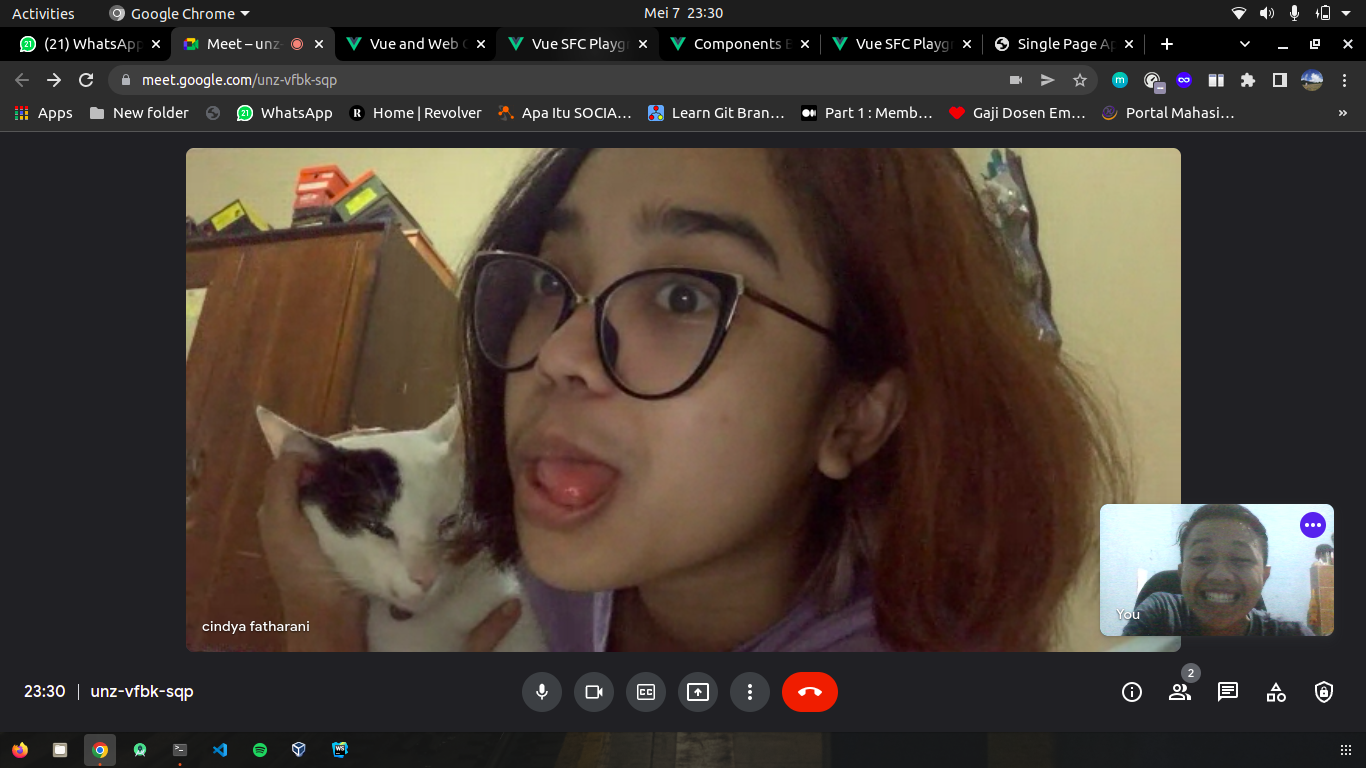 Activities Google Chrome Mei 7 23:30
(21) WhatsApp Meet – unz- Vue and Web C Vue SFC Playgr Components B Vue SFC Playgr Single Page Ap
meet.google.com/unz-vfbk-sqp
Apps New folder WhatsApp Home | Revolver Apa Itu SOCIA… Learn Git Bran… Part 1 : Memb… Gaji Dosen Em… Portal Mahasi… »
You
cindya fatharani
2
23:30 | unz-vfbk-sqp